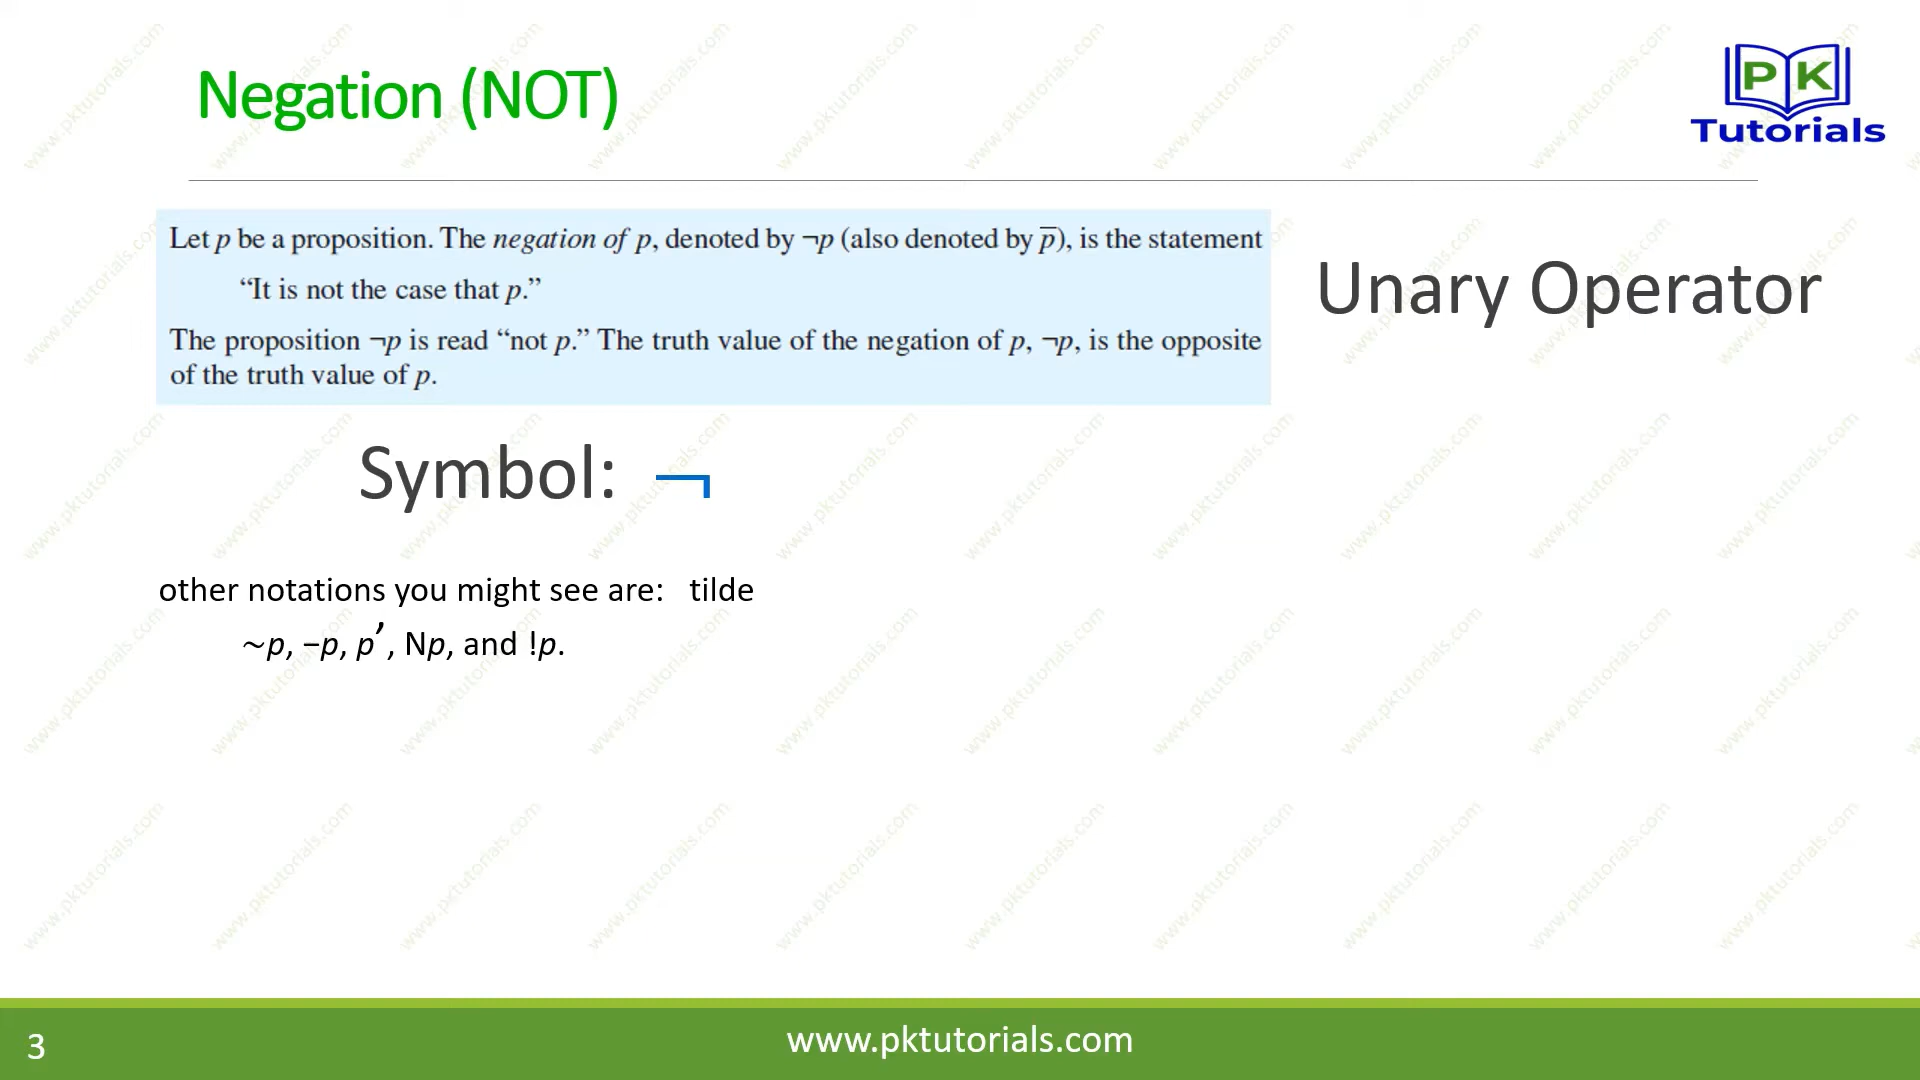 Negation (NOT)
PK
Tutorials
Let p be a proposition. The negation of p, denoted by ¬p (also denoted by p̅), is the statement
“It is not the case that p.”
The proposition ¬p is read “not p.” The truth value of the negation of p, ¬p, is the opposite
of the truth value of p.
Unary Operator
Symbol: ¬
other notations you might see are: tilde
~p, −p, p′, Np, and !p.
3
www.pktutorials.com